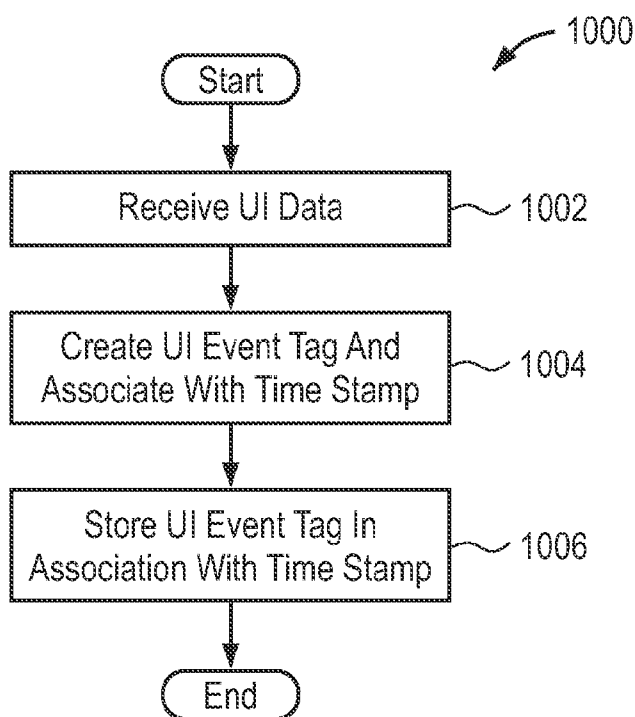 1000
Start
Receive UI Data
1002
Create UI Event Tag And
Associate With Time Stamp
1004
Store UI Event Tag In
Association With Time Stamp
1006
End